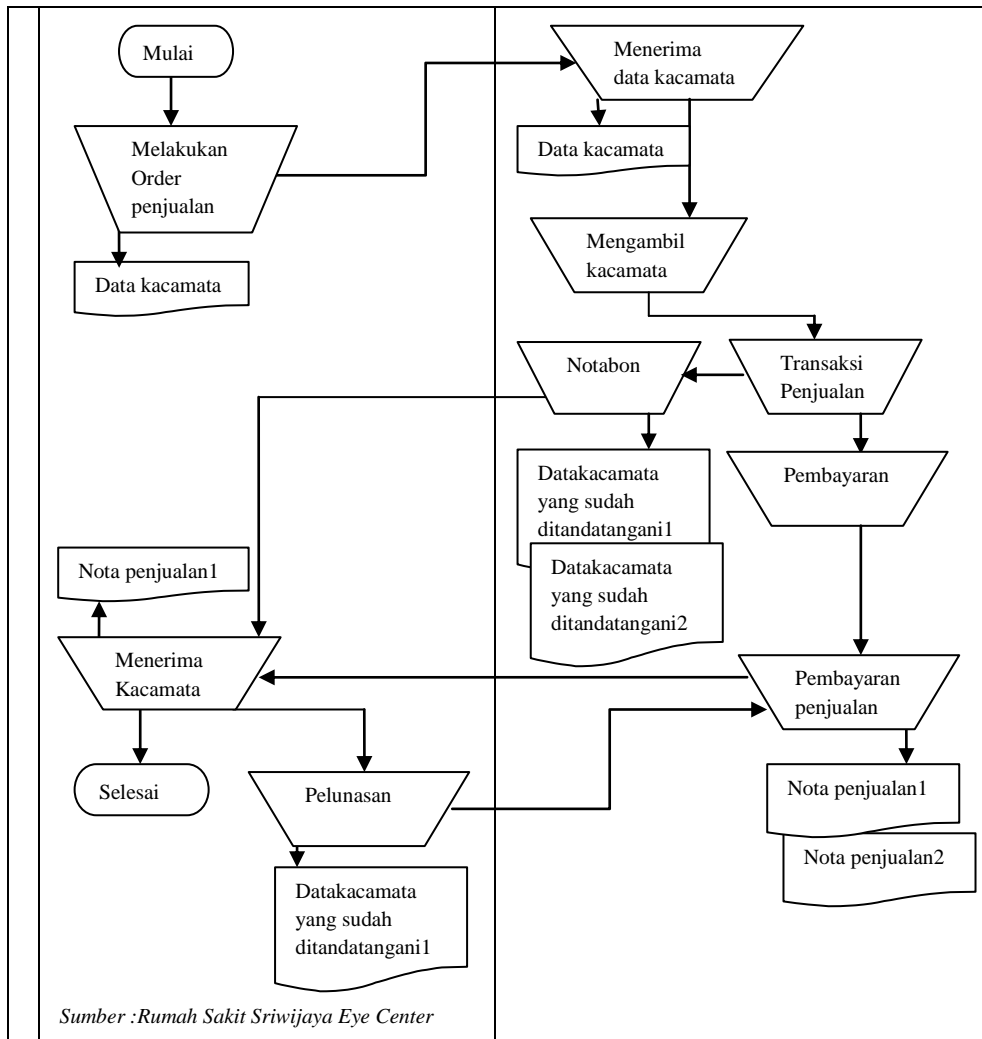 Mulai
Melakukan
Order
penjualan
Data kacamata
Menerima
data kacamata
Data kacamata
Mengambil
kacamata
Transaksi
Penjualan
Notabon
Datakacamata
yang sudah
ditandatangani1
Datakacamata
yang sudah
ditandatangani2
Pembayaran
Nota penjualan1
Menerima
Kacamata
Pembayaran
penjualan
Selesai
Pelunasan
Nota penjualan1
Nota penjualan2
Datakacamata
yang sudah
ditandatangani1
Sumber :Rumah Sakit Sriwijaya Eye Center